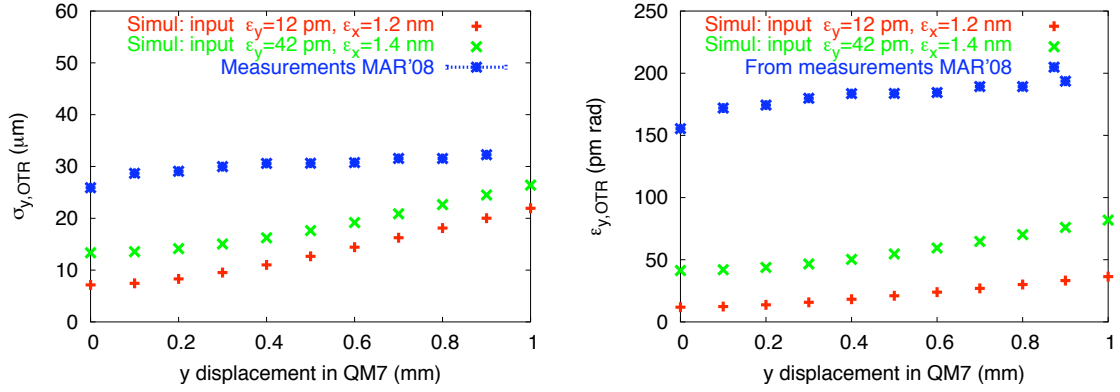 Simul: input εy=12 pm, εx=1.2 nm
Simul: input εy=42 pm, εx=1.4 nm
Measurements MAR'08
60
50
40
30
20
10
0
σy,OTR (μm)
0 0.2 0.4 0.6 0.8 1
y displacement in QM7 (mm)
Simul: input εy=12 pm, εx=1.2 nm
Simul: input εy=42 pm, εx=1.4 nm
From measurements MAR'08
250
200
150
100
50
0
εy,OTR (pm rad)
0 0.2 0.4 0.6 0.8 1
y displacement in QM7 (mm)